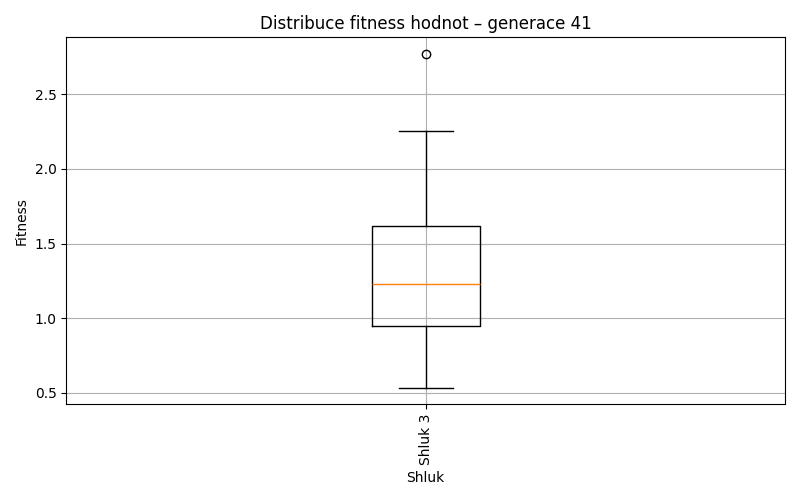 Distribuce fitness hodnot – generace 41
Fitness
2.5
2.0
1.5
1.0
0.5
Shluk 3
Shluk